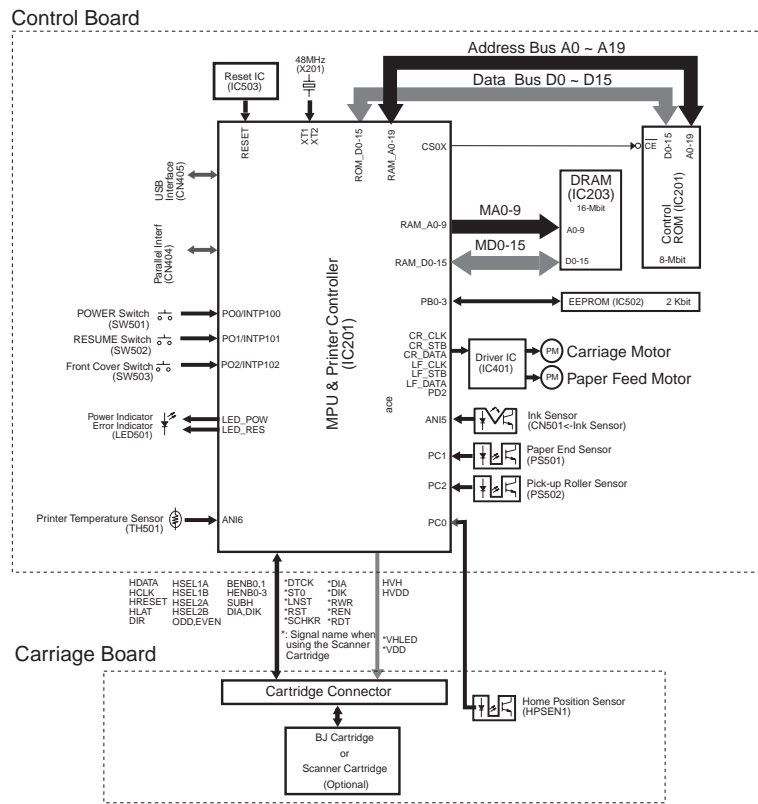 Control Board
Address Bus A0 ~ A19
Data Bus D0 ~ D15
48MHz
(X201)
Reset IC
(IC503)
RESET
XT1
XT2
ROM_D0-15
RAM_A0-19
CS0X
CE
D0-15
A0-19
Control
ROM (IC201)
8-Mbit
DRAM
(IC203)
16-Mbit
A0-9
D0-15
MA0-9
MD0-15
RAM_A0-9
RAM_D0-15
USB
Interface
(CN405)
Parallel Interf
(CN404)
ace
MPU & Printer Controller
(IC201)
POWER Switch
(SW501)
PO0/INTP100
RESUME Switch
(SW502)
PO1/INTP101
Front Cover Switch
(SW503)
PO2/INTP102
PB0-3
EEPROM (IC502) 2 Kbit
CR_CLK
CR_STB
CR_DATA
LF_CLK
LF_STB
LF_DATA
PD2
Driver IC
(IC401)
PM
Carriage Motor
PM
Paper Feed Motor
Power Indicator
Error Indicator
(LED501)
LED_POW
LED_RES
ANI5
Ink Sensor
(CN501<-Ink Sensor)
PC1
Paper End Sensor
(PS501)
PC2
Pick-up Roller Sensor
(PS502)
Printer Temperature Sensor
(TH501)
ANI6
PC0
HDATA HSEL1A BENB0,1 *DTCK *DIA HVH
HCLK HSEL1B HENB0-3 *ST0 *DIK HVDD
HRESET HSEL2A SUBH *LNST *RWR
HLAT HSEL2B DIA,DIK *RST *REN
DIR ODD,EVEN *SCHKR *RDT
*: Signal name when
using the Scanner
Cartridge
*VHLED
*VDD
Carriage Board
Cartridge Connector
Home Position Sensor
(HPSEN1)
BJ Cartridge
or
Scanner Cartridge
(Optional)